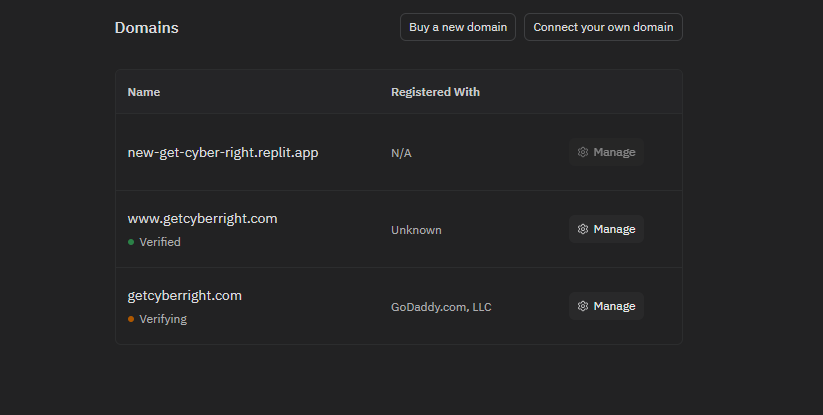 Domains
Buy a new domain
Connect your own domain
Name
Registered With
new-get-cyber-right.replit.app
N/A
Manage
www.getcyberright.com
Verified
Unknown
Manage
getcyberright.com
Verifying
GoDaddy.com, LLC
Manage